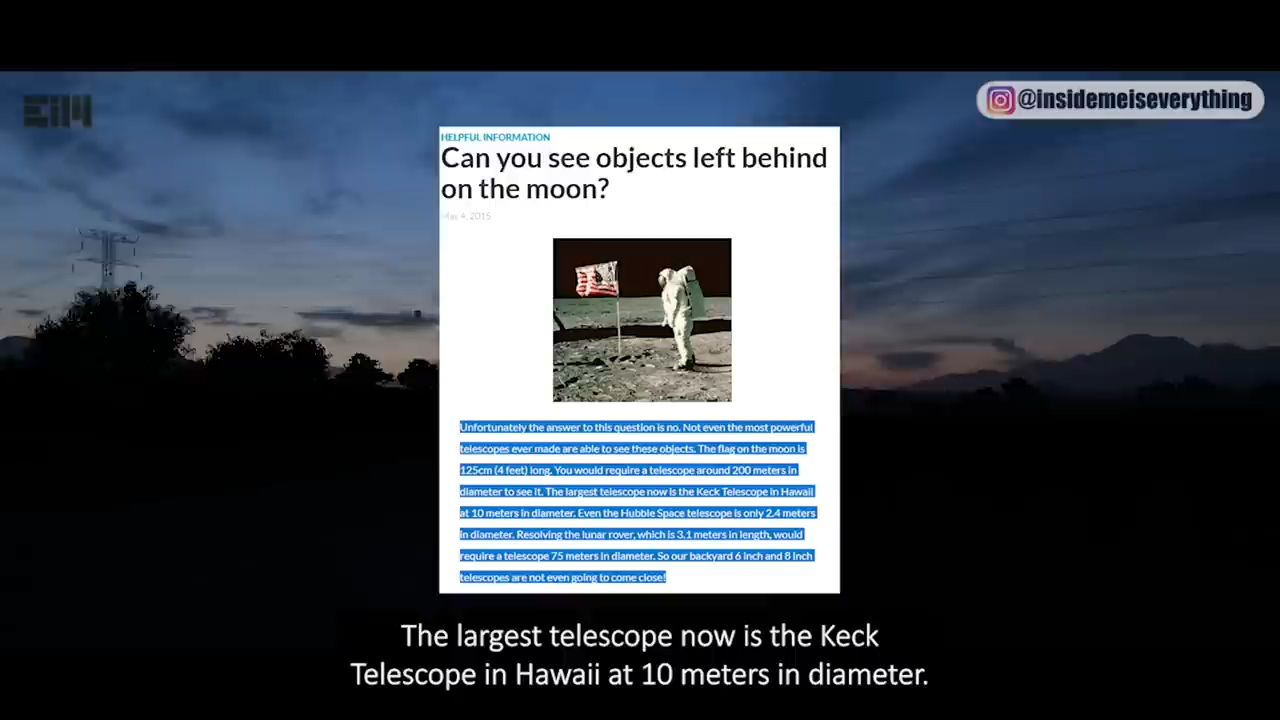 @insidemeiseverything
HELPFUL INFORMATION
Can you see objects left behind
on the moon?
May 4, 2015
Unfortunately the answer to this question is no. Not even the most powerful
telescopes ever made are able to see these objects. The flag on the moon is
125cm (4 feet) long. You would require a telescope around 200 meters in
diameter to see it. The largest telescope now is the Keck Telescope in Hawaii
at 10 meters in diameter. Even the Hubble Space telescope is only 2.4 meters
in diameter. Resolving the lunar rover, which is 3.1 meters in length, would
require a telescope 75 meters in diameter. So our backyard 6 inch and 8 inch
telescopes are not even going to come close!
The largest telescope now is the Keck
Telescope in Hawaii at 10 meters in diameter.